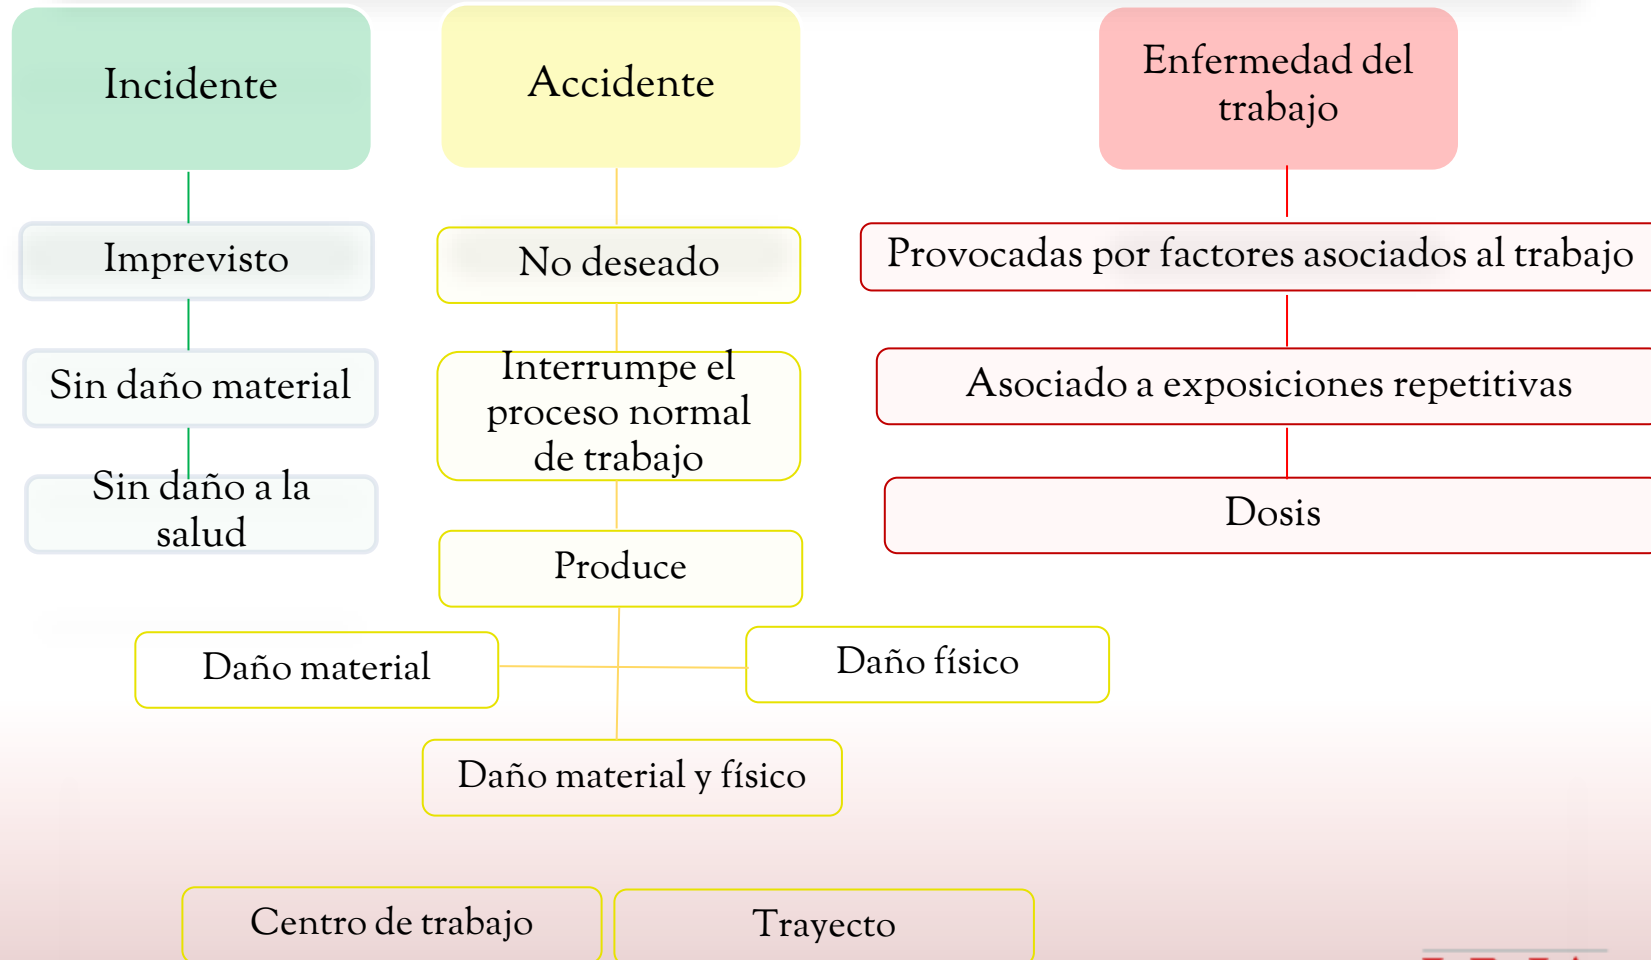 Incidente
Imprevisto
Sin daño material
Sin daño a la
salud
Accidente
No deseado
Interrumpe el
proceso normal
de trabajo
Produce
Daño material
Daño físico
Daño material y físico
Centro de trabajo
Trayecto
Enfermedad del
trabajo
Provocadas por factores asociados al trabajo
Asociado a exposiciones repetitivas
Dosis